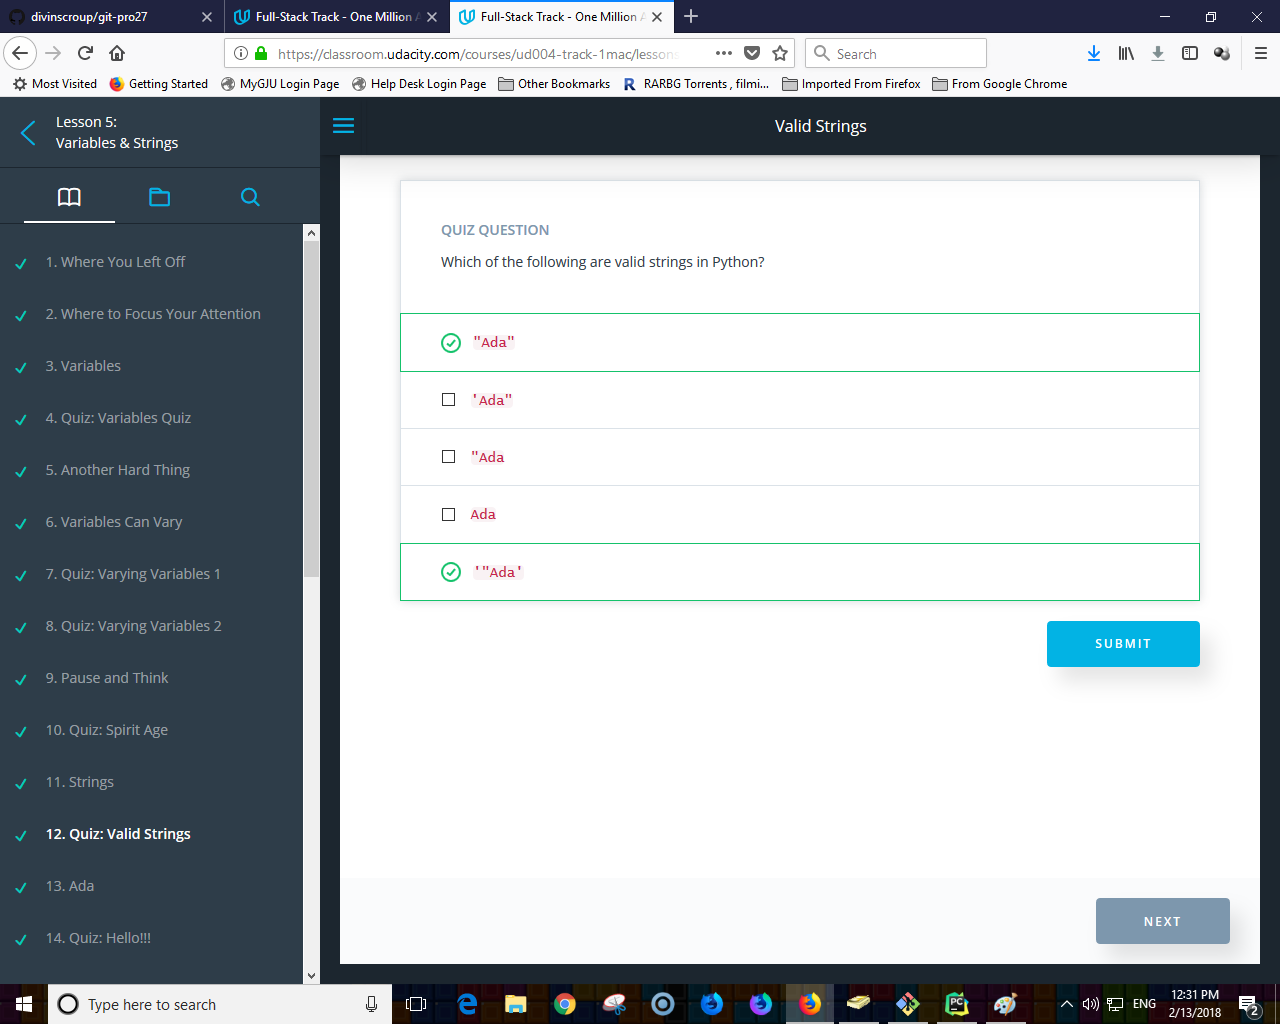 divinscroup/git-pro27
Full-Stack Track - One Million A
Full-Stack Track - One Million A
https://classroom.udacity.com/courses/ud004-track-1mac/lesson
Search
Most Visited
Getting Started
MyGJU Login Page
Help Desk Login Page
Other Bookmarks
RARBG Torrents , filmi...
Imported From Firefox
From Google Chrome
Lesson 5:
Variables & Strings
Valid Strings
1. Where You Left Off
2. Where to Focus Your Attention
3. Variables
4. Quiz: Variables Quiz
5. Another Hard Thing
6. Variables Can Vary
7. Quiz: Varying Variables 1
8. Quiz: Varying Variables 2
9. Pause and Think
10. Quiz: Spirit Age
11. Strings
12. Quiz: Valid Strings
13. Ada
14. Quiz: Hello!!!
QUIZ QUESTION
Which of the following are valid strings in Python?
"Ada"
'Ada"
"Ada
Ada
'"Ada'
SUBMIT
NEXT
Type here to search
ENG
12:31 PM
2/13/2018
2